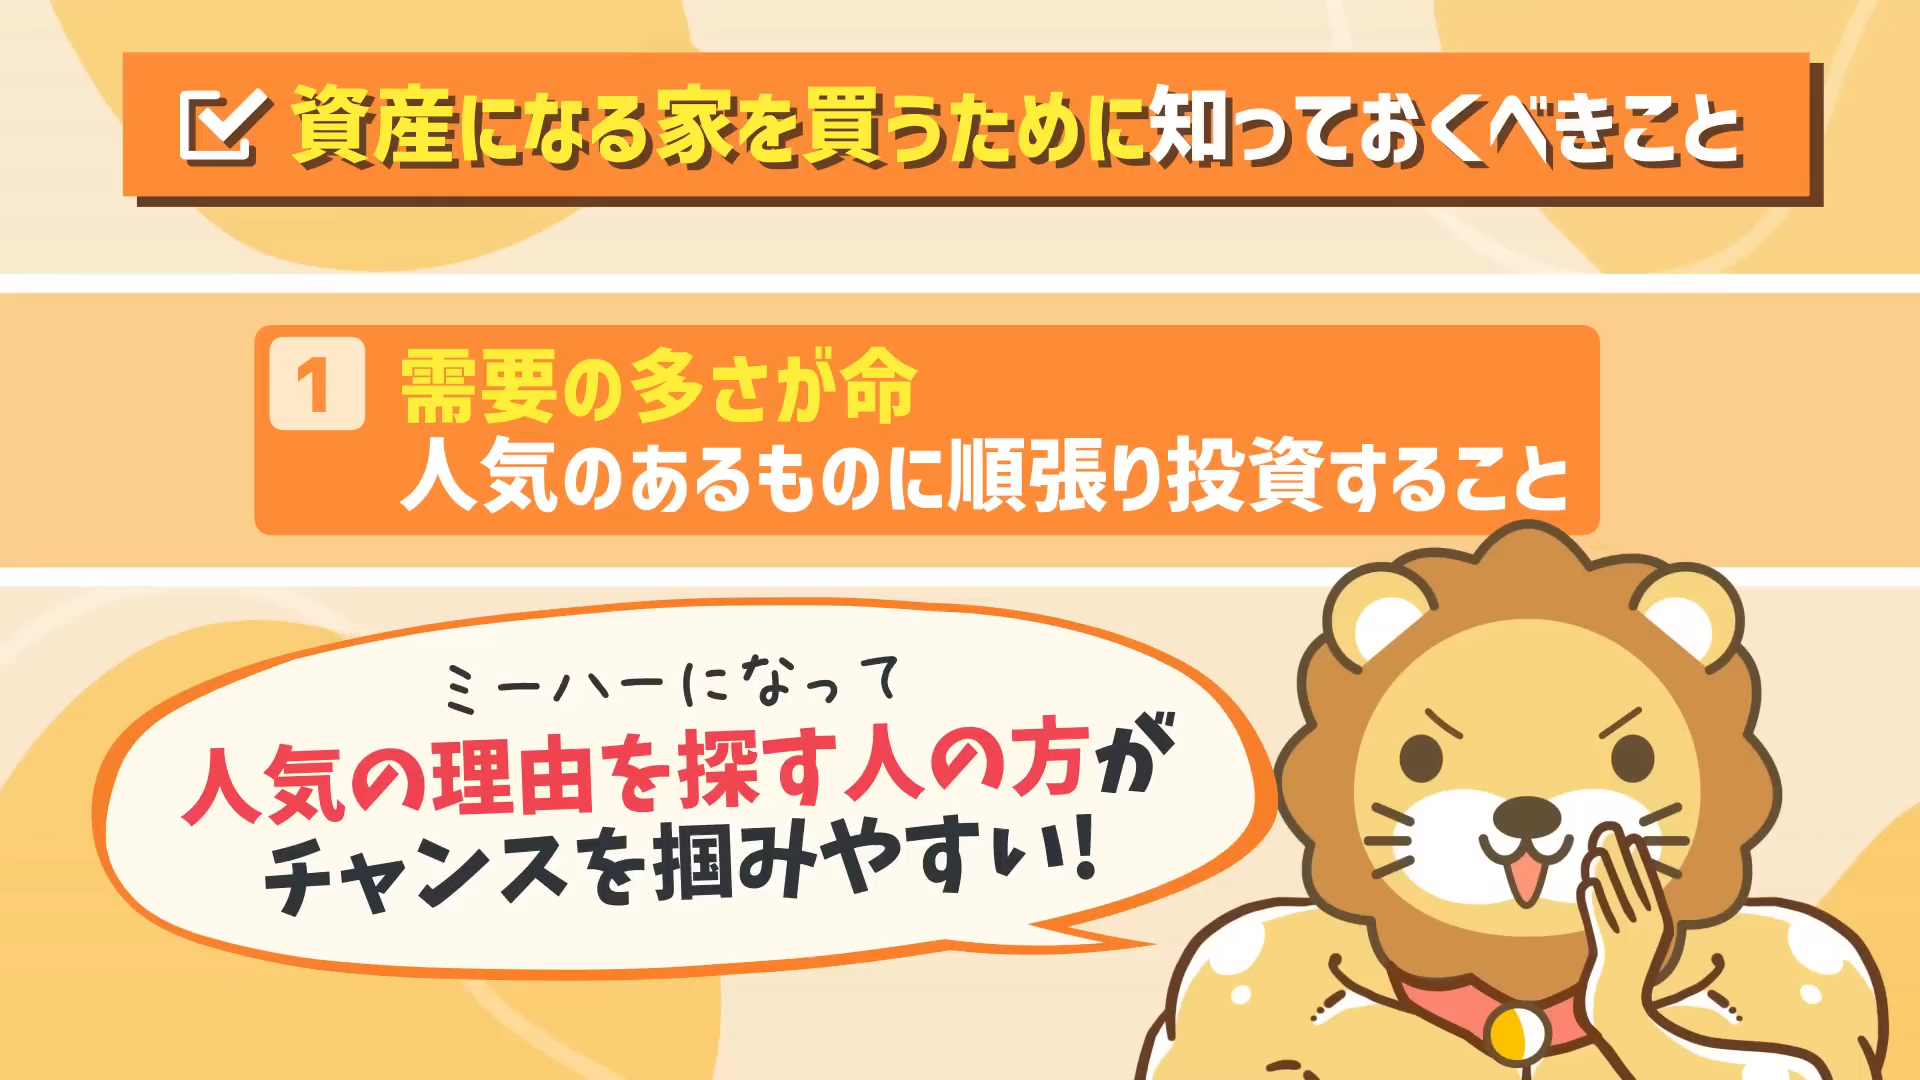 資産になる家を買うために知っておくべきこと
1 需要の多さが命
人気のあるものに順張り投資すること
ミーハーになって
人気の理由を探す人の方が
チャンスを掴みやすい!